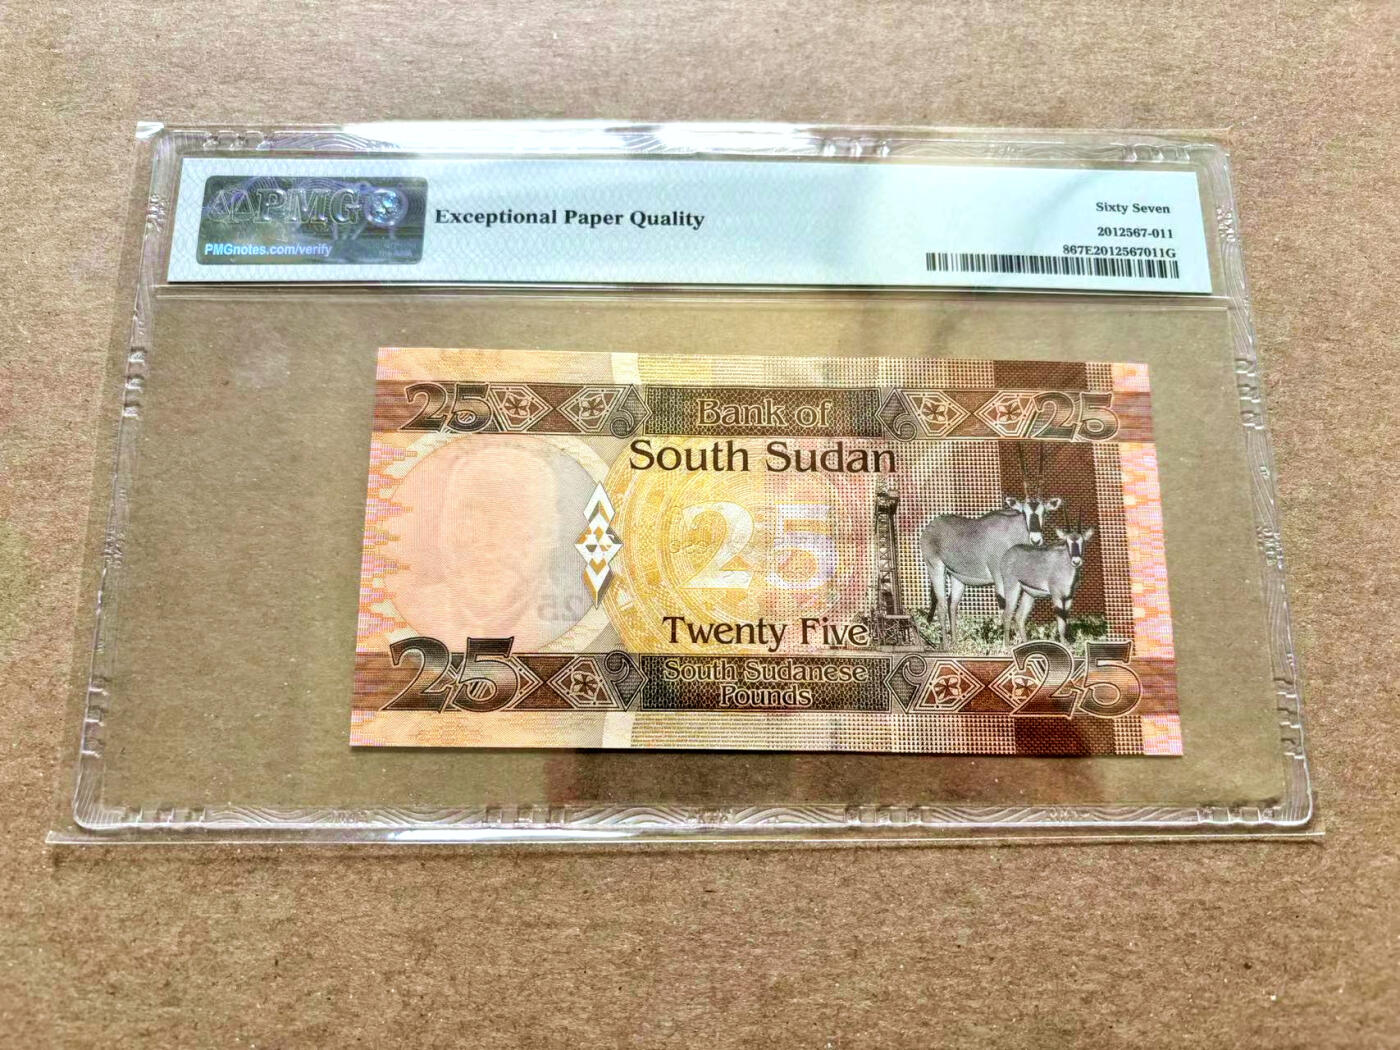 PMG
PMGnotes.com/verify
Exceptional Paper Quality
Sixty Seven
2012567-011
867E2012567011G
25
Bank of
25
South Sudan
25
25
Twenty Five
25
South Sudanese
25
Pounds